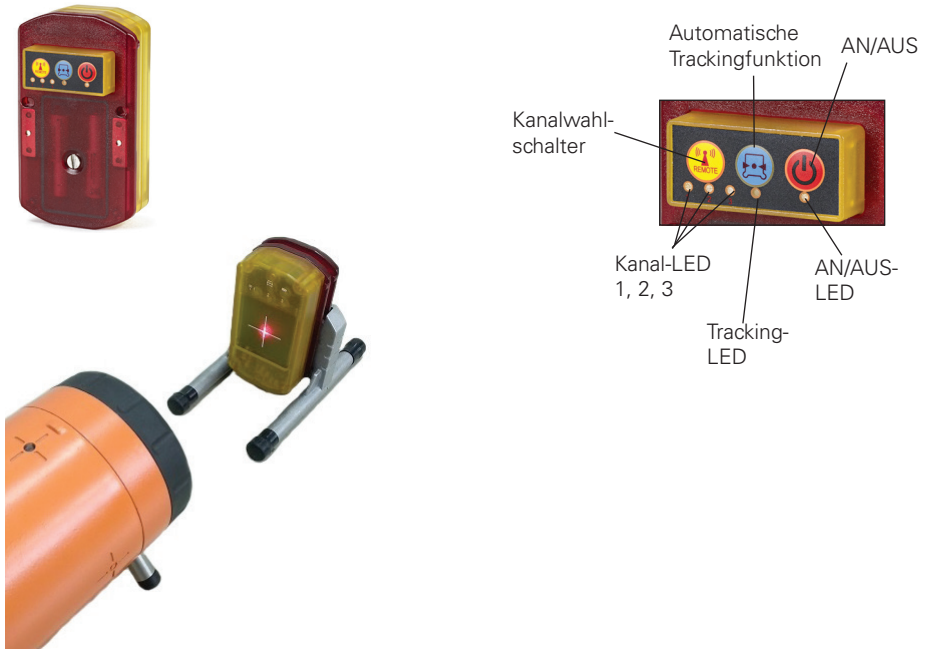 Automatische
Trackingfunktion
AN/AUS
Kanalwahl-
schalter
REMOTE
Kanal-LED
1, 2, 3
AN/AUS-
LED
Tracking-
LED